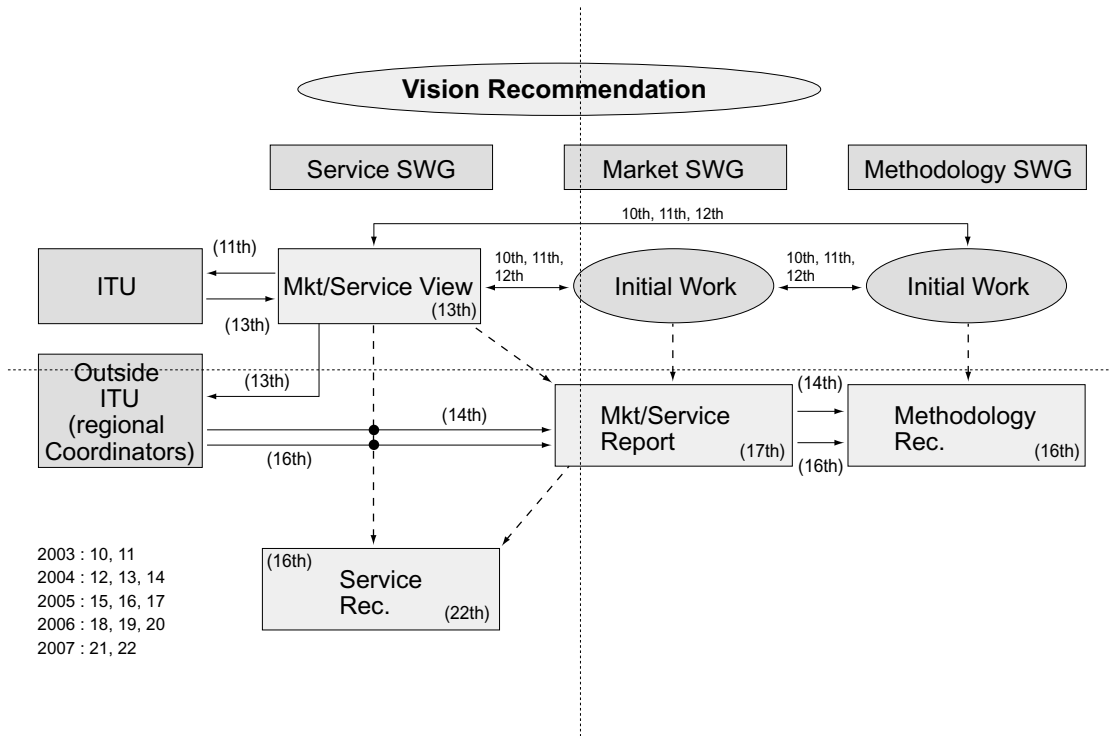 Vision Recommendation
Service SWG
Market SWG
Methodology SWG
10th, 11th, 12th
(11th)
ITU
(13th)
Mkt/Service View
(13th)
10th, 11th,
12th
Initial Work
10th, 11th,
12th
Initial Work
Outside
ITU
(regional
Coordinators)
(13th)
(14th)
(16th)
Mkt/Service
Report
(17th)
(14th)
(16th)
Methodology
Rec.
(16th)
(16th)
Service
Rec.
(22th)
2003 : 10, 11
2004 : 12, 13, 14
2005 : 15, 16, 17
2006 : 18, 19, 20
2007 : 21, 22